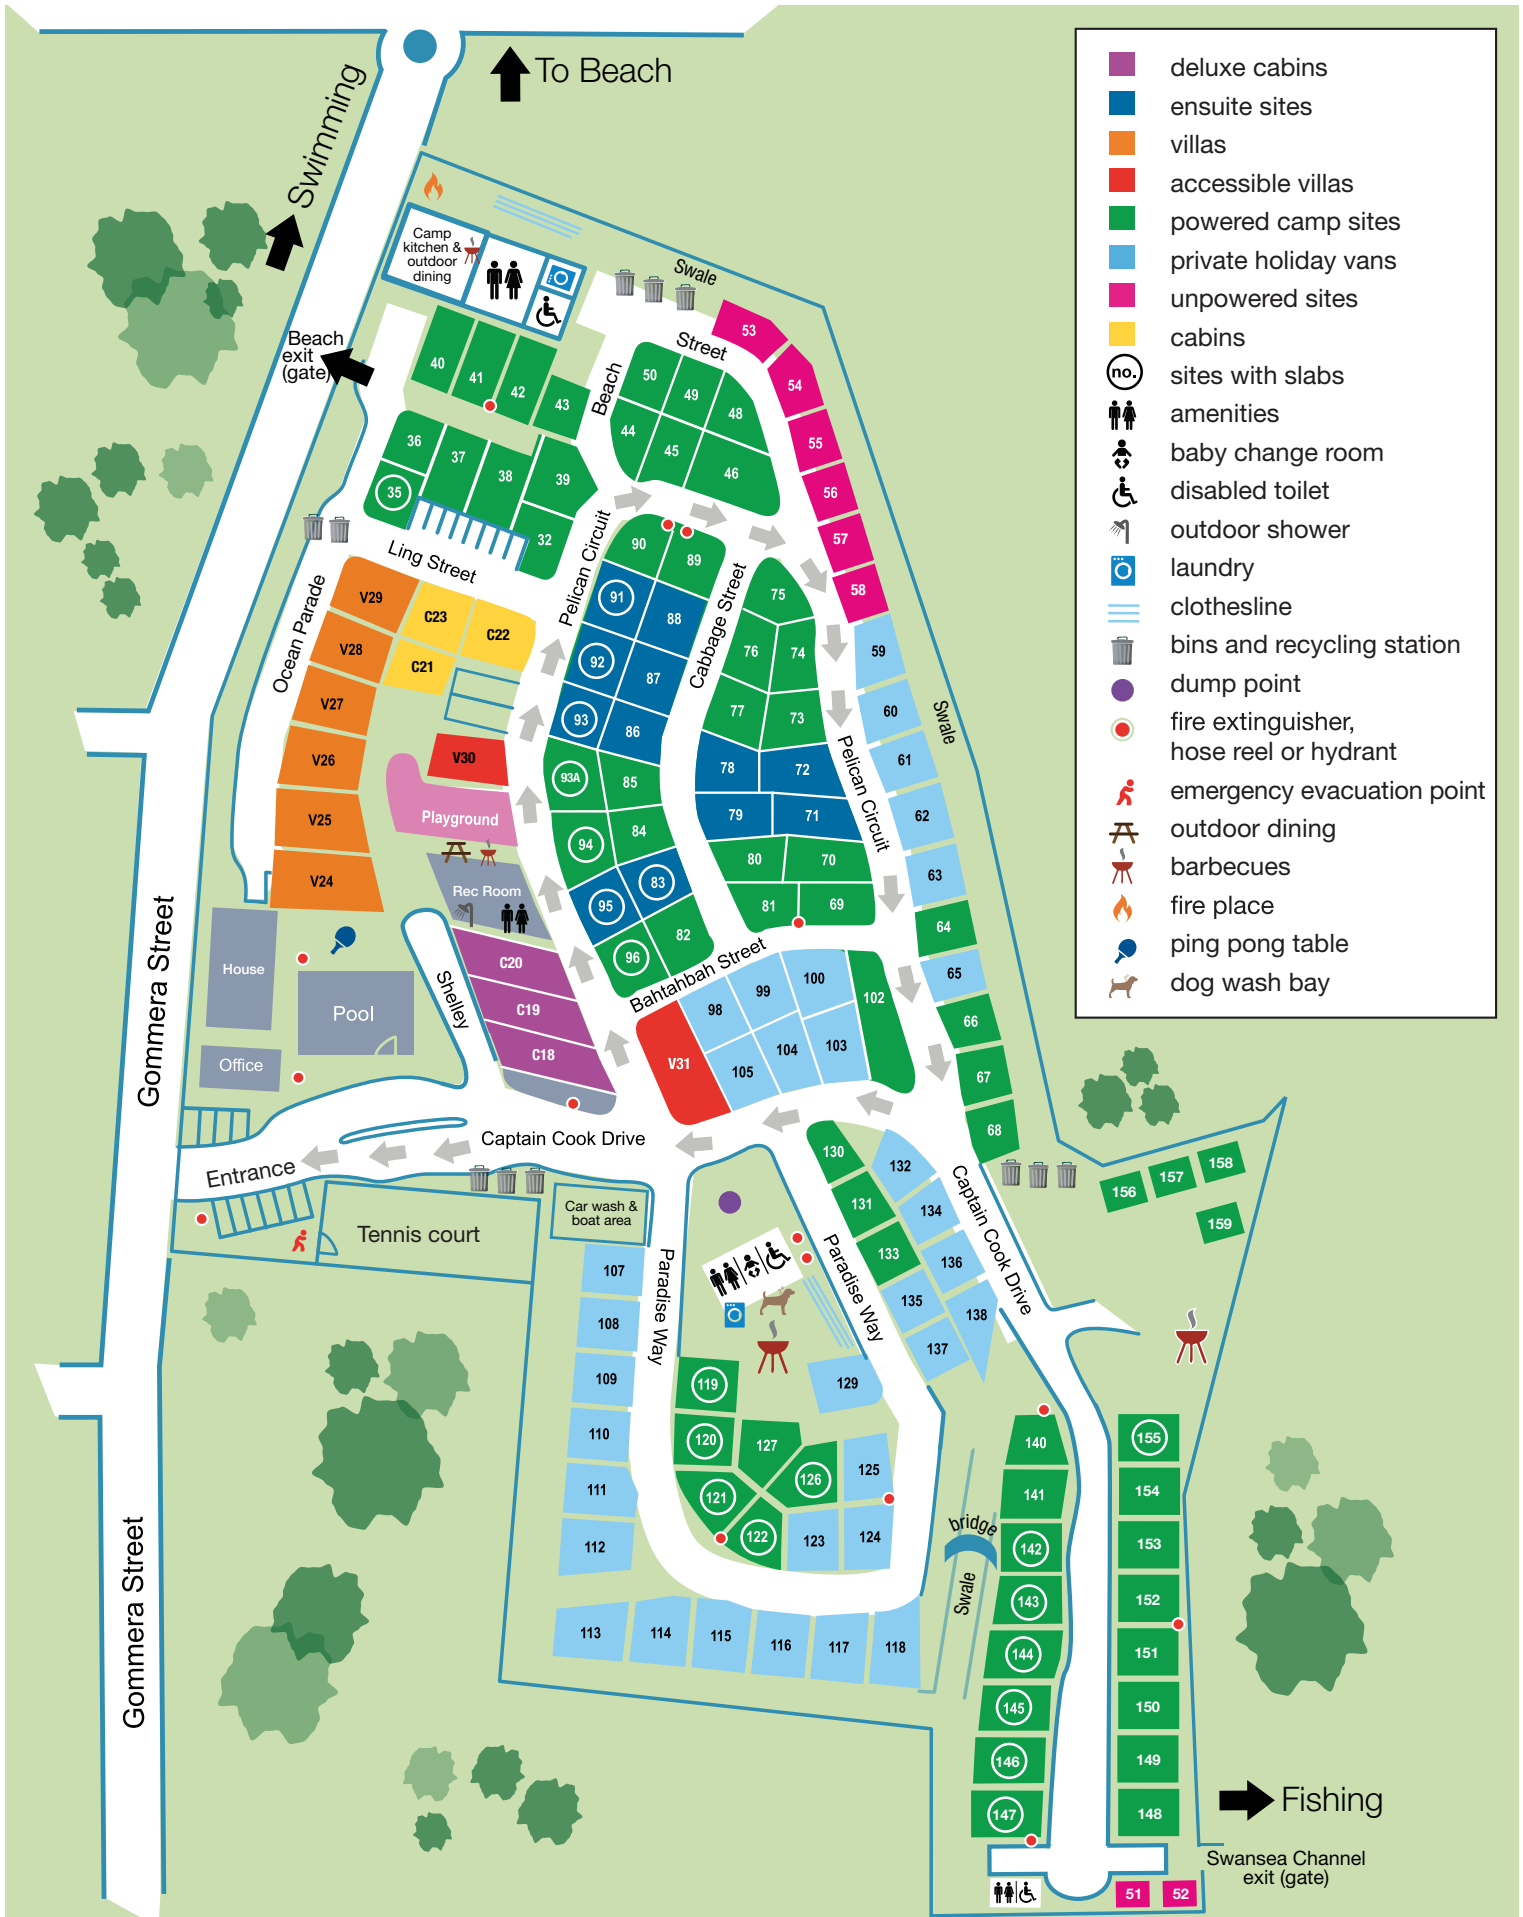 To Beach
Swimming
deluxe cabins
ensuite sites
villas
accessible villas
powered camp sites
private holiday vans
unpowered sites
cabins
no.
sites with slabs
amenities
baby change room
disabled toilet
outdoor shower
laundry
clothesline
bins and recycling station
dump point
fire extinguisher,
hose reel or hydrant
emergency evacuation point
outdoor dining
barbecues
fire place
ping pong table
dog wash bay
Camp
kitchen &
outdoor
dining
Swale
Beach
exit
(gate)
Beach
Street
53
54
55
56
57
58
40
41
42
43
50
49
48
44
45
46
36
37
38
39
35
32
Ling Street
Pelican Circuit
Ocean Parade
Cabbage Street
90
89
91
88
92
87
93
86
93A
85
94
84
95
83
96
82
75
76
74
77
73
78
72
79
71
80
70
81
69
Pelican Circuit
Swale
59
60
61
62
63
64
65
66
67
68
V29
V28
V27
V26
V25
V24
C23
C22
C21
V30
Playground
Rec Room
C20
C19
C18
Shelley
House
Pool
Office
Gommera Street
Bahtahbah Street
V31
98
99
100
102
105
104
103
Captain Cook Drive
Entrance
Tennis court
Car wash &
boat area
Paradise Way
Paradise Way
Captain Cook Drive
130
131
133
132
134
136
138
135
137
156
157
158
159
107
108
109
110
111
112
113
114
115
116
117
118
119
120
121
122
127
126
125
123
124
129
bridge
Swale
140
141
142
143
144
145
146
147
155
154
153
152
151
150
149
148
Gommera Street
Fishing
Swansea Channel
exit (gate)
51
52